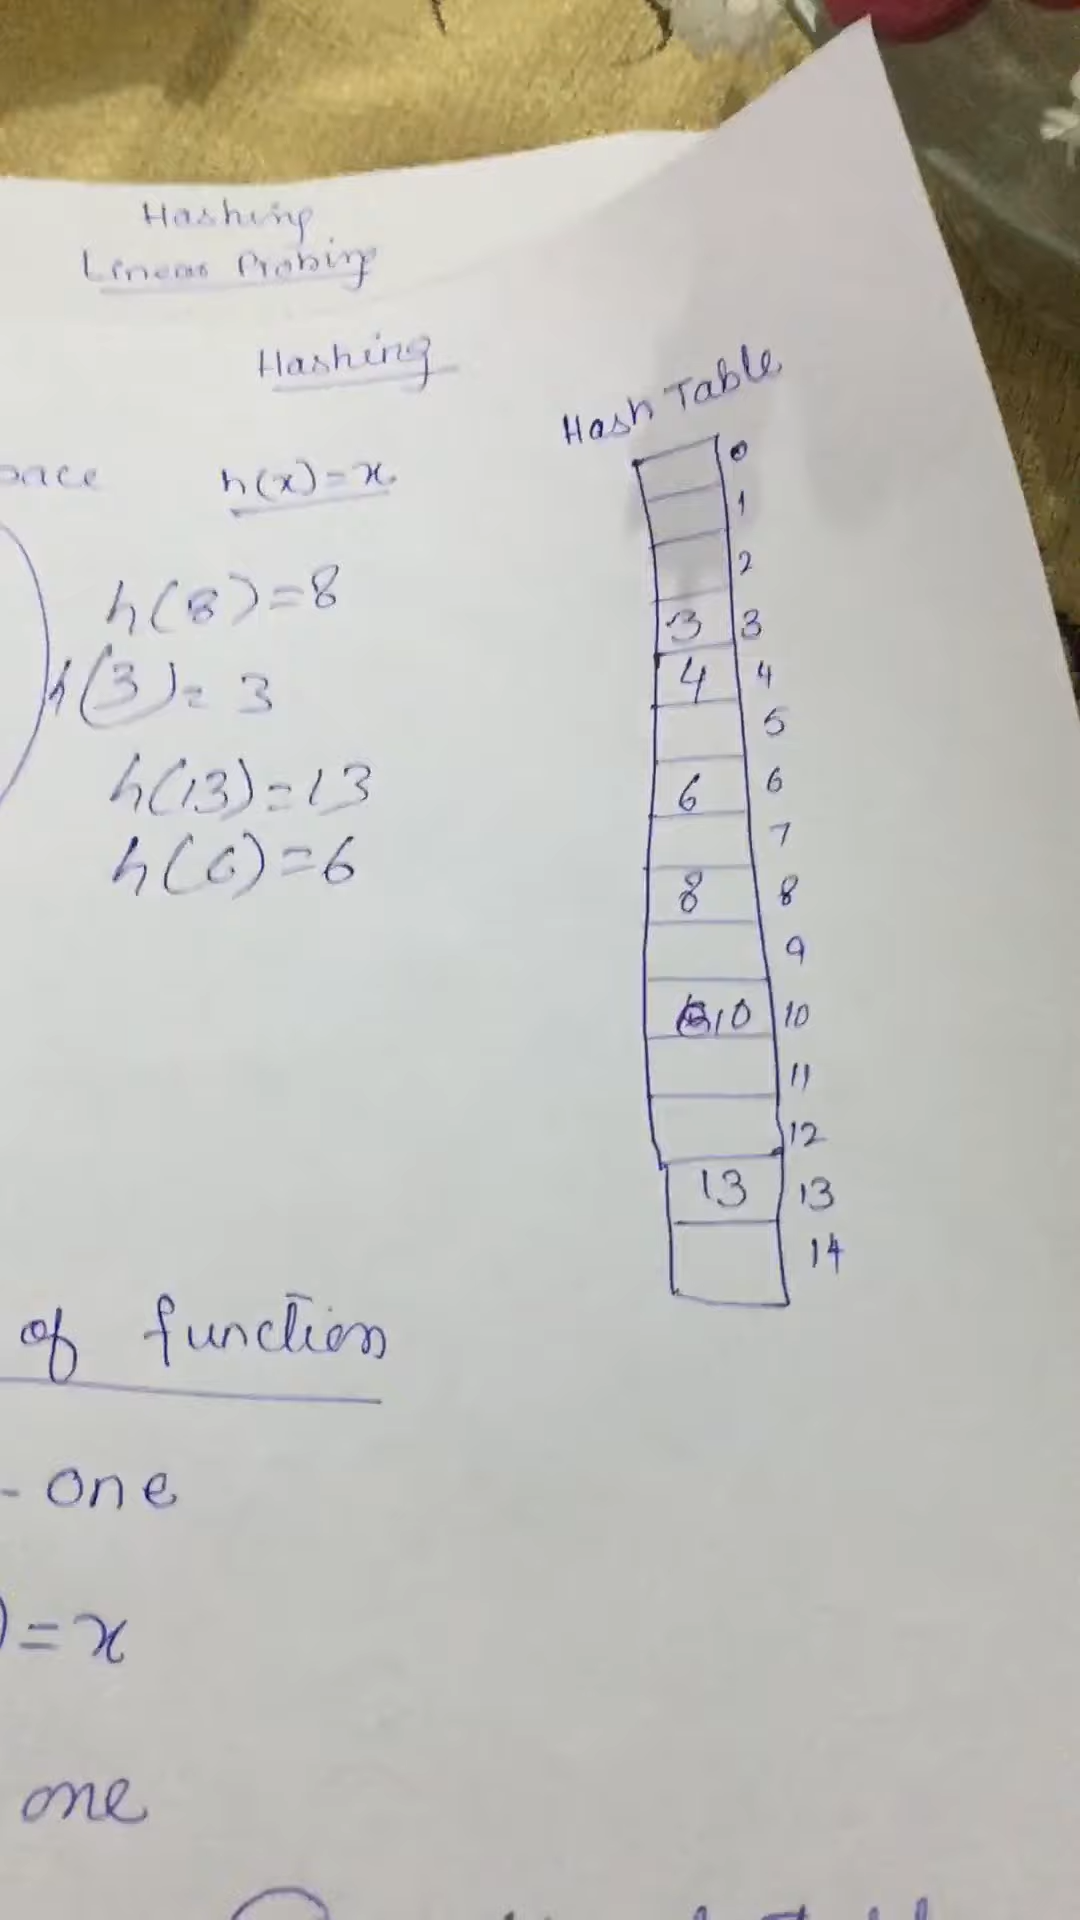 Hashing
Linear Probing
Hashing
h(x)=x
h(8)=8
h(3)=3
h(13)=13
h(6)=6
Hash Table
0
1
2
3 3
4 4
5
6 6
7
8 8
9
10 10
11
12
13 13
14
of function
- one
)=x
one